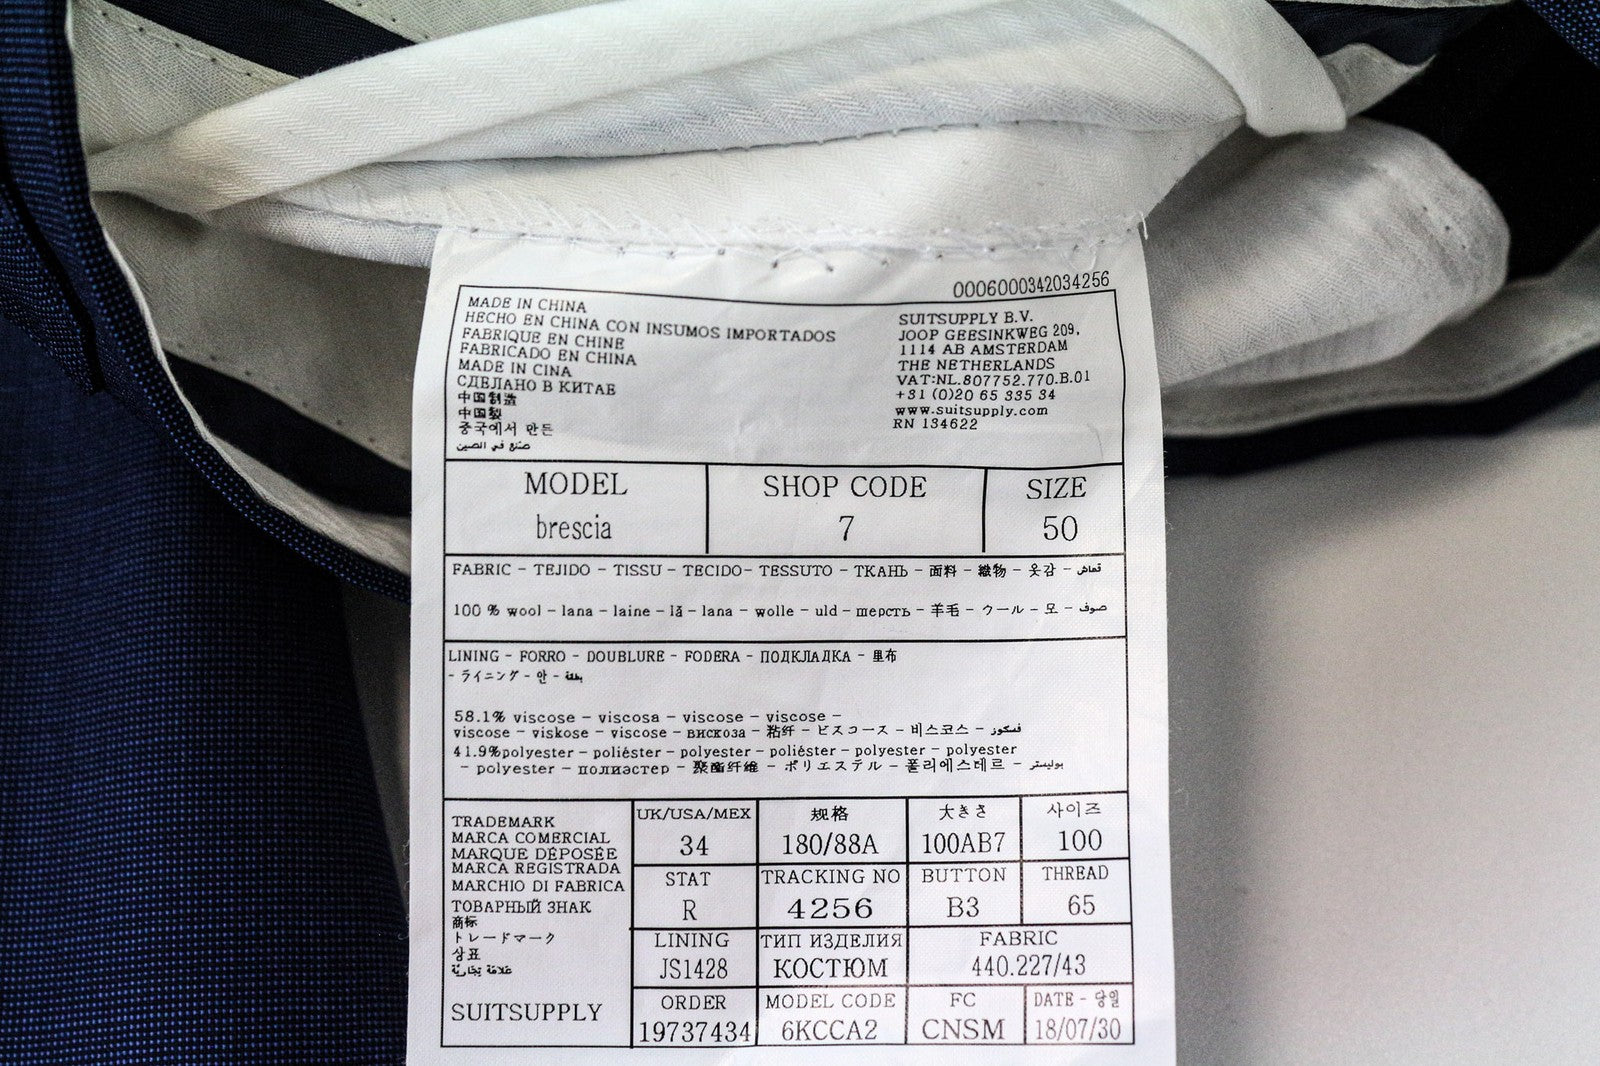 0006000342034256
MADE IN CHINA
HECHO EN CHINA CON INSUMOS IMPORTADOS
FABRIQUE EN CHINE
FABRICADO EN CHINA
MADE IN CINA
СДЕЛАНО В КИТАЕ
中国制造
中国製
중국에서 만든
صنع في الصين
SUITSUPPLY B.V.
JOOP GEESINKWEG 209,
1114 AB AMSTERDAM
THE NETHERLANDS
VAT:NL.807752.770.B.01
+31 (0)20 65 335 34
www.suitsupply.com
RN 134622
MODEL
brescia
SHOP CODE
7
SIZE
50
FABRIC - TEJIDO - TISSU - TECIDO- TESSUTO - ТКАНЬ - 面料 - 織物 - 옷감 - قماش
100 % wool - lana - laine - lã - lana - wolle - uld - шерсть - 羊毛 - ウール - 모 - صوف
LINING - FORRO - DOUBLURE - FODERA - ПОДКЛАДКА - 里布
- ライニング - 안 - بطانة
58.1% viscose - viscosa - viscose - viscose -
viscose - viskose - viscose - вискоза - 粘纤 - ビスコース - 비스코스 - فسكوز
41.9%polyester - poliéster - polyester - poliéster - polyester - polyester
- polyester - полиэстер - 聚酯纤维 - ポリエステル - 폴리에스테르 - بوليستر
TRADEMARK
MARCA COMERCIAL
MARQUE DÉPOSÉE
MARCA REGISTRADA
MARCHIO DI FABRICA
ТОВАРНЫЙ ЗНАК
商标
トレードマーク
상표
علامة تجارية
SUITSUPPLY
UK/USA/MEX
34
规格
180/88A
大きさ
100AB7
사이즈
100
STAT
R
TRACKING NO
4256
BUTTON
B3
THREAD
65
LINING
JS1428
ТИП ИЗДЕЛИЯ
КОСТЮМ
FABRIC
440.227/43
ORDER
19737434
MODEL CODE
6KCCA2
FC
CNSM
DATE - 당일
18/07/30